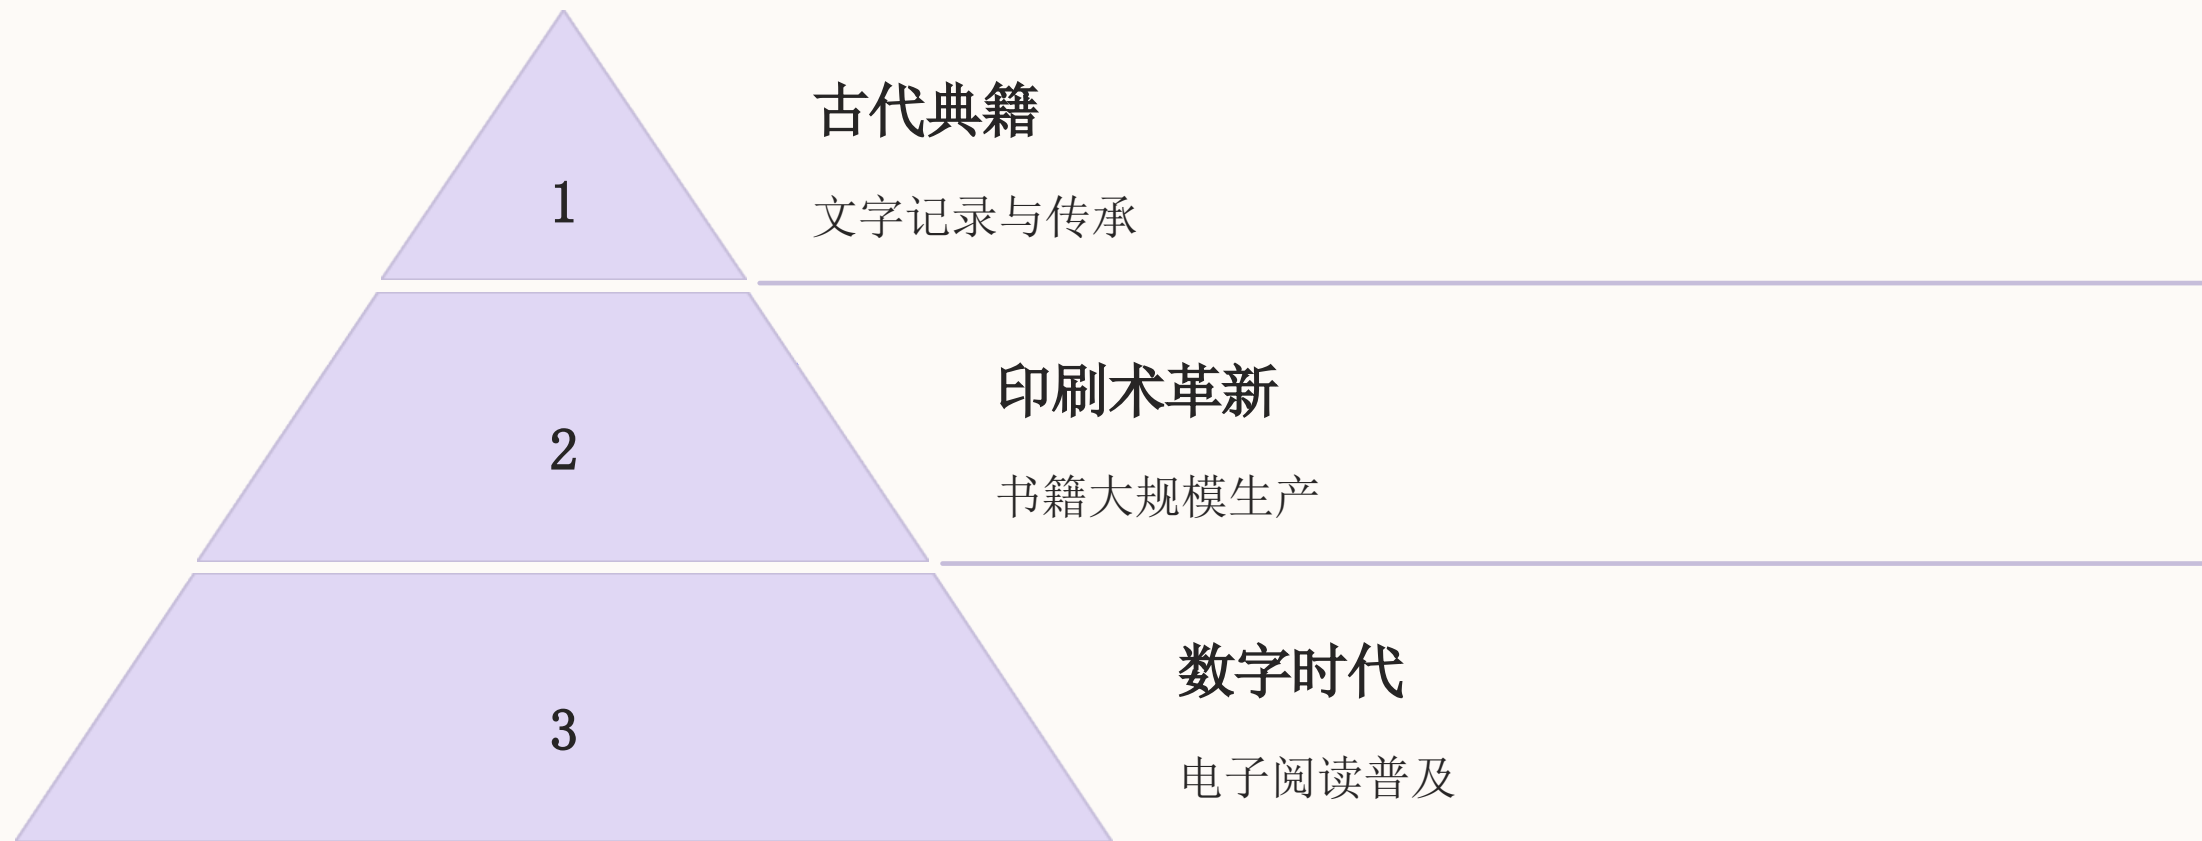 1
古代典籍
文字记录与传承
2
印刷术革新
书籍大规模生产
3
数字时代
电子阅读普及